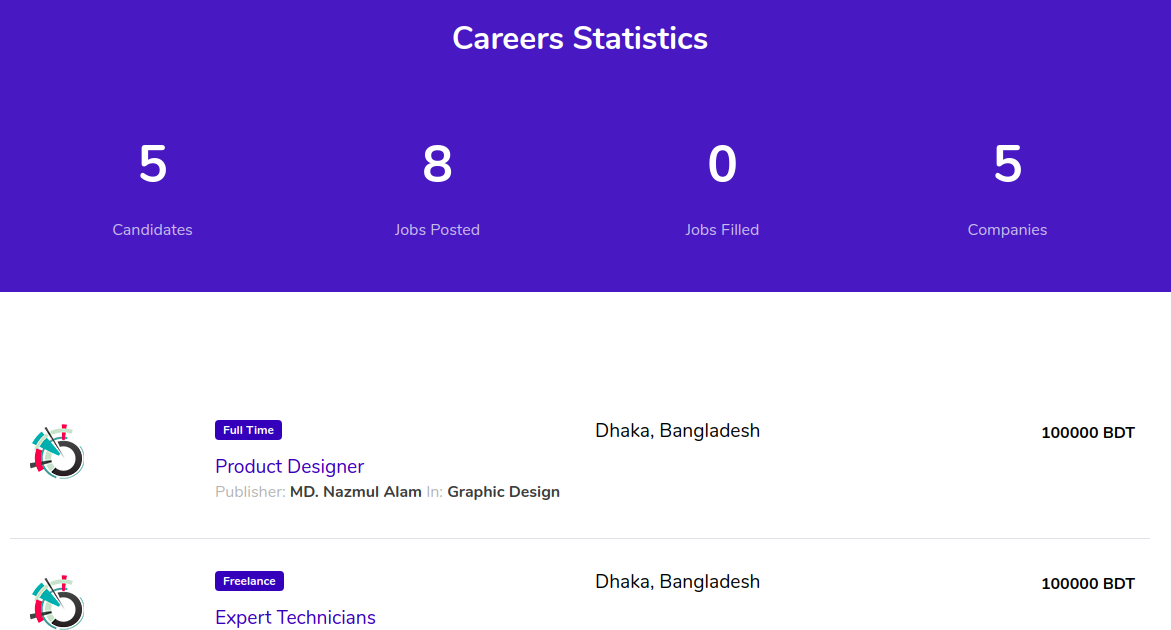 Careers Statistics
5 8 0 5
Candidates Jobs Posted Jobs Filled Companies
Full Time Dhaka, Bangladesh 100000 BDT
Product Designer
Publisher: MD. Nazmul Alam In: Graphic Design
Freelance Dhaka, Bangladesh 100000 BDT
Expert Technicians